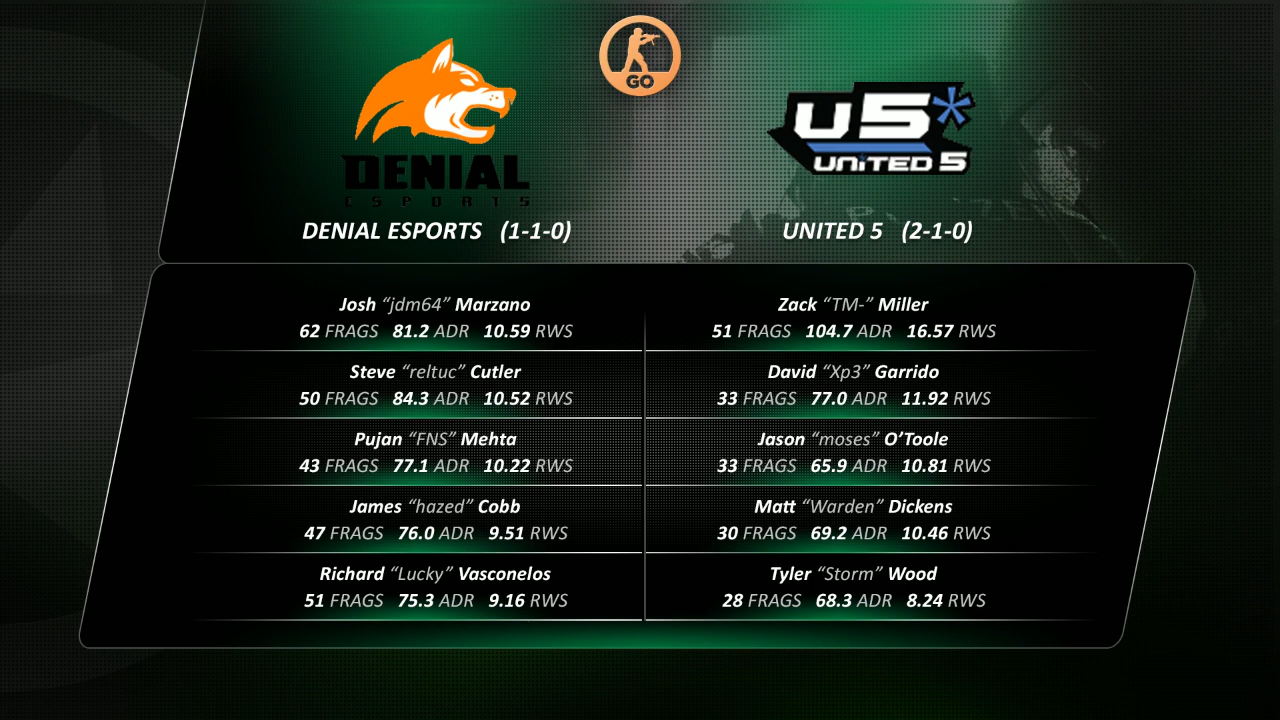 GO
DENIAL
ESPORTS
U5*
UNITED 5
DENIAL ESPORTS (1-1-0)
UNITED 5 (2-1-0)
Josh “jdm64” Marzano
62 FRAGS 81.2 ADR 10.59 RWS
Steve “reltuc” Cutler
50 FRAGS 84.3 ADR 10.52 RWS
Pujan “FNS” Mehta
43 FRAGS 77.1 ADR 10.22 RWS
James “hazed” Cobb
47 FRAGS 76.0 ADR 9.51 RWS
Richard “Lucky” Vasconelos
51 FRAGS 75.3 ADR 9.16 RWS
Zack “TM-” Miller
51 FRAGS 104.7 ADR 16.57 RWS
David “Xp3” Garrido
33 FRAGS 77.0 ADR 11.92 RWS
Jason “moses” O’Toole
33 FRAGS 65.9 ADR 10.81 RWS
Matt “Warden” Dickens
30 FRAGS 69.2 ADR 10.46 RWS
Tyler “Storm” Wood
28 FRAGS 68.3 ADR 8.24 RWS